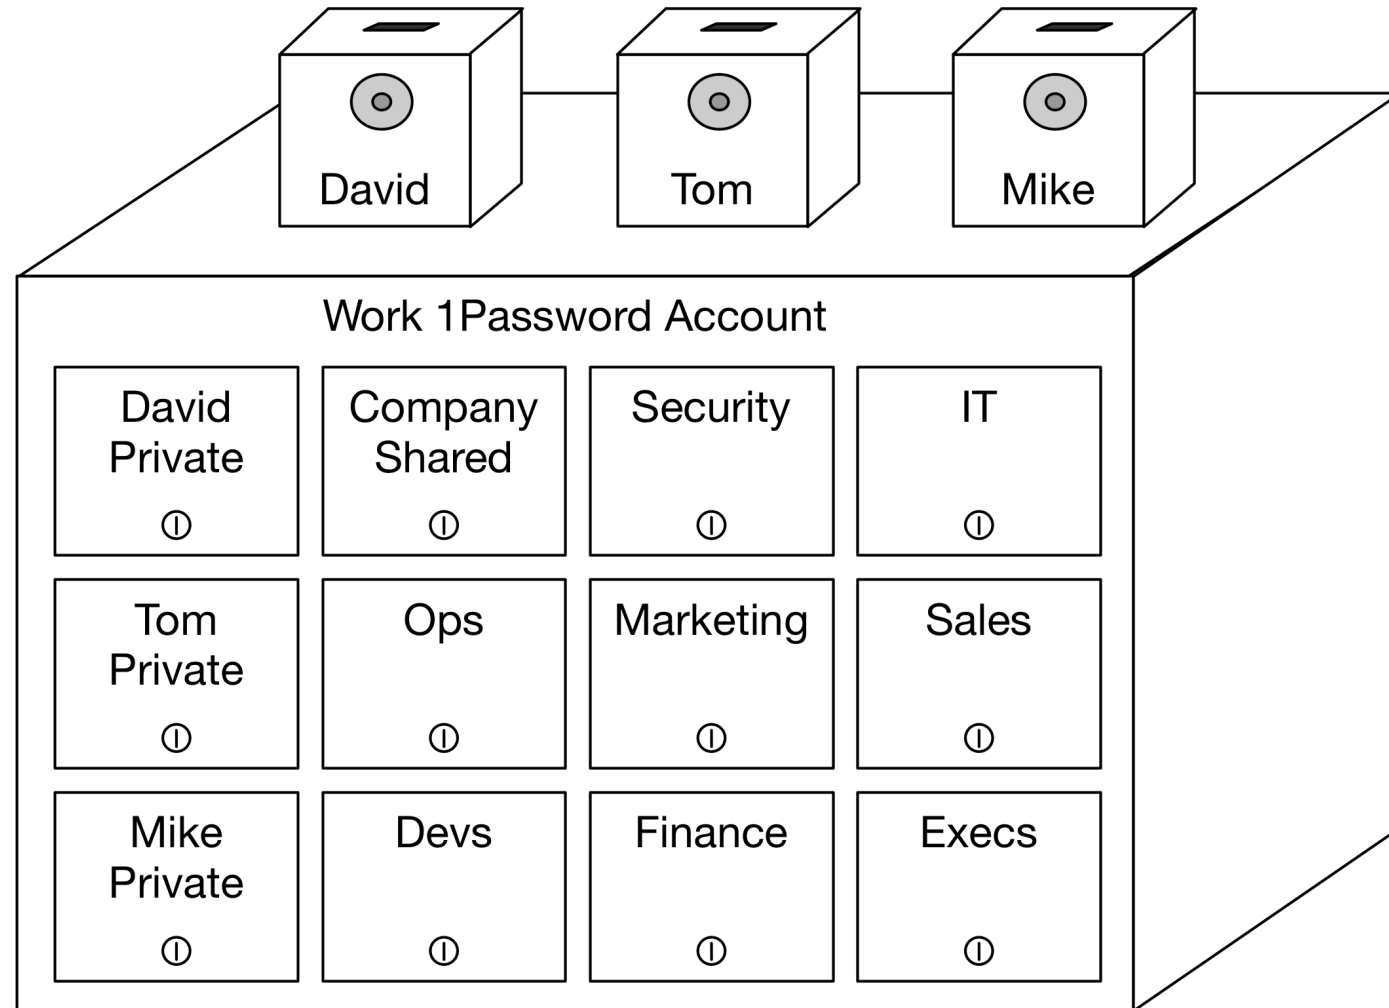 David
Tom
Mike
Work 1Password Account
David
Private
Company
Shared
Security
IT
Tom
Private
Ops
Marketing
Sales
Mike
Private
Devs
Finance
Execs